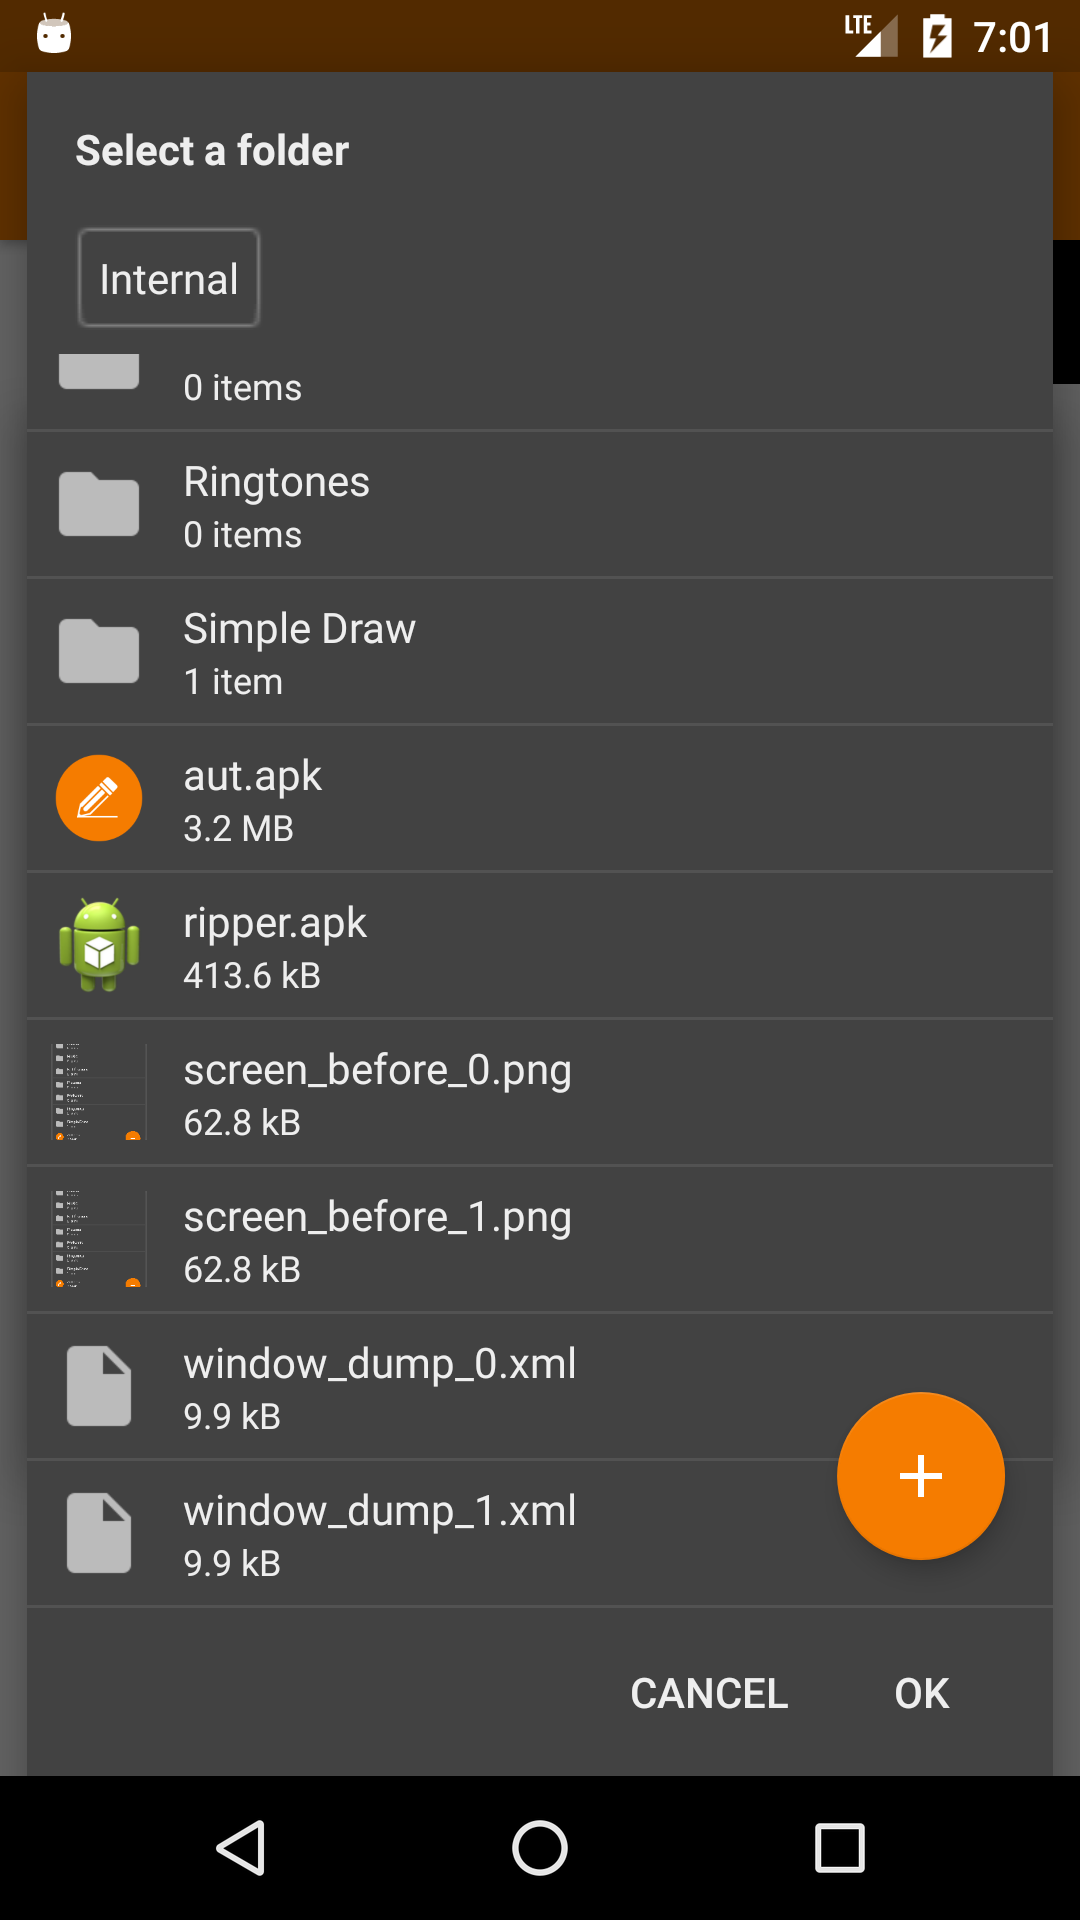 LTE 7:01
Select a folder
Internal
0 items
Ringtones
0 items
Simple Draw
1 item
aut.apk
3.2 MB
ripper.apk
413.6 kB
screen_before_0.png
62.8 kB
screen_before_1.png
62.8 kB
window_dump_0.xml
9.9 kB
window_dump_1.xml
9.9 kB
CANCEL OK